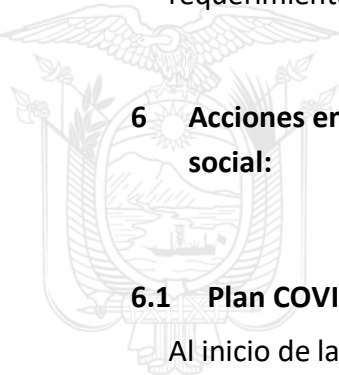 6 Acciones en
social:
6.1 Plan COVI
Al inicio de la